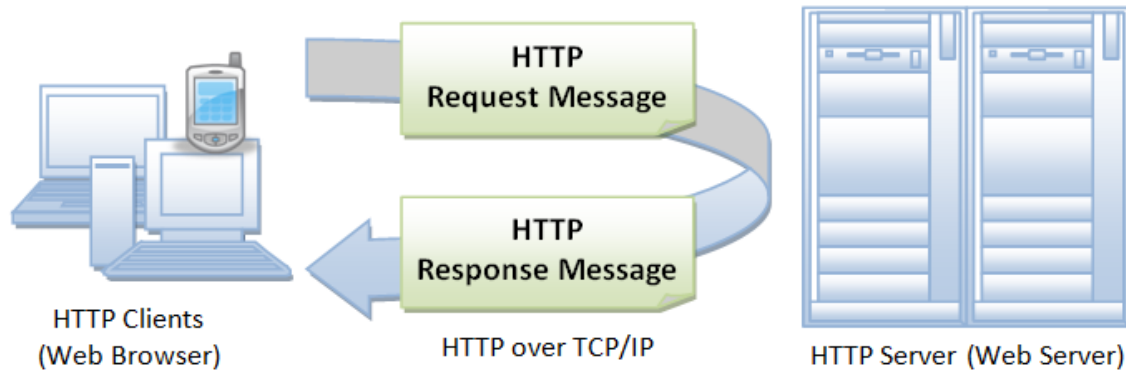 HTTP
Request Message
HTTP
Response Message
HTTP Clients
(Web Browser)
HTTP over TCP/IP
HTTP Server (Web Server)